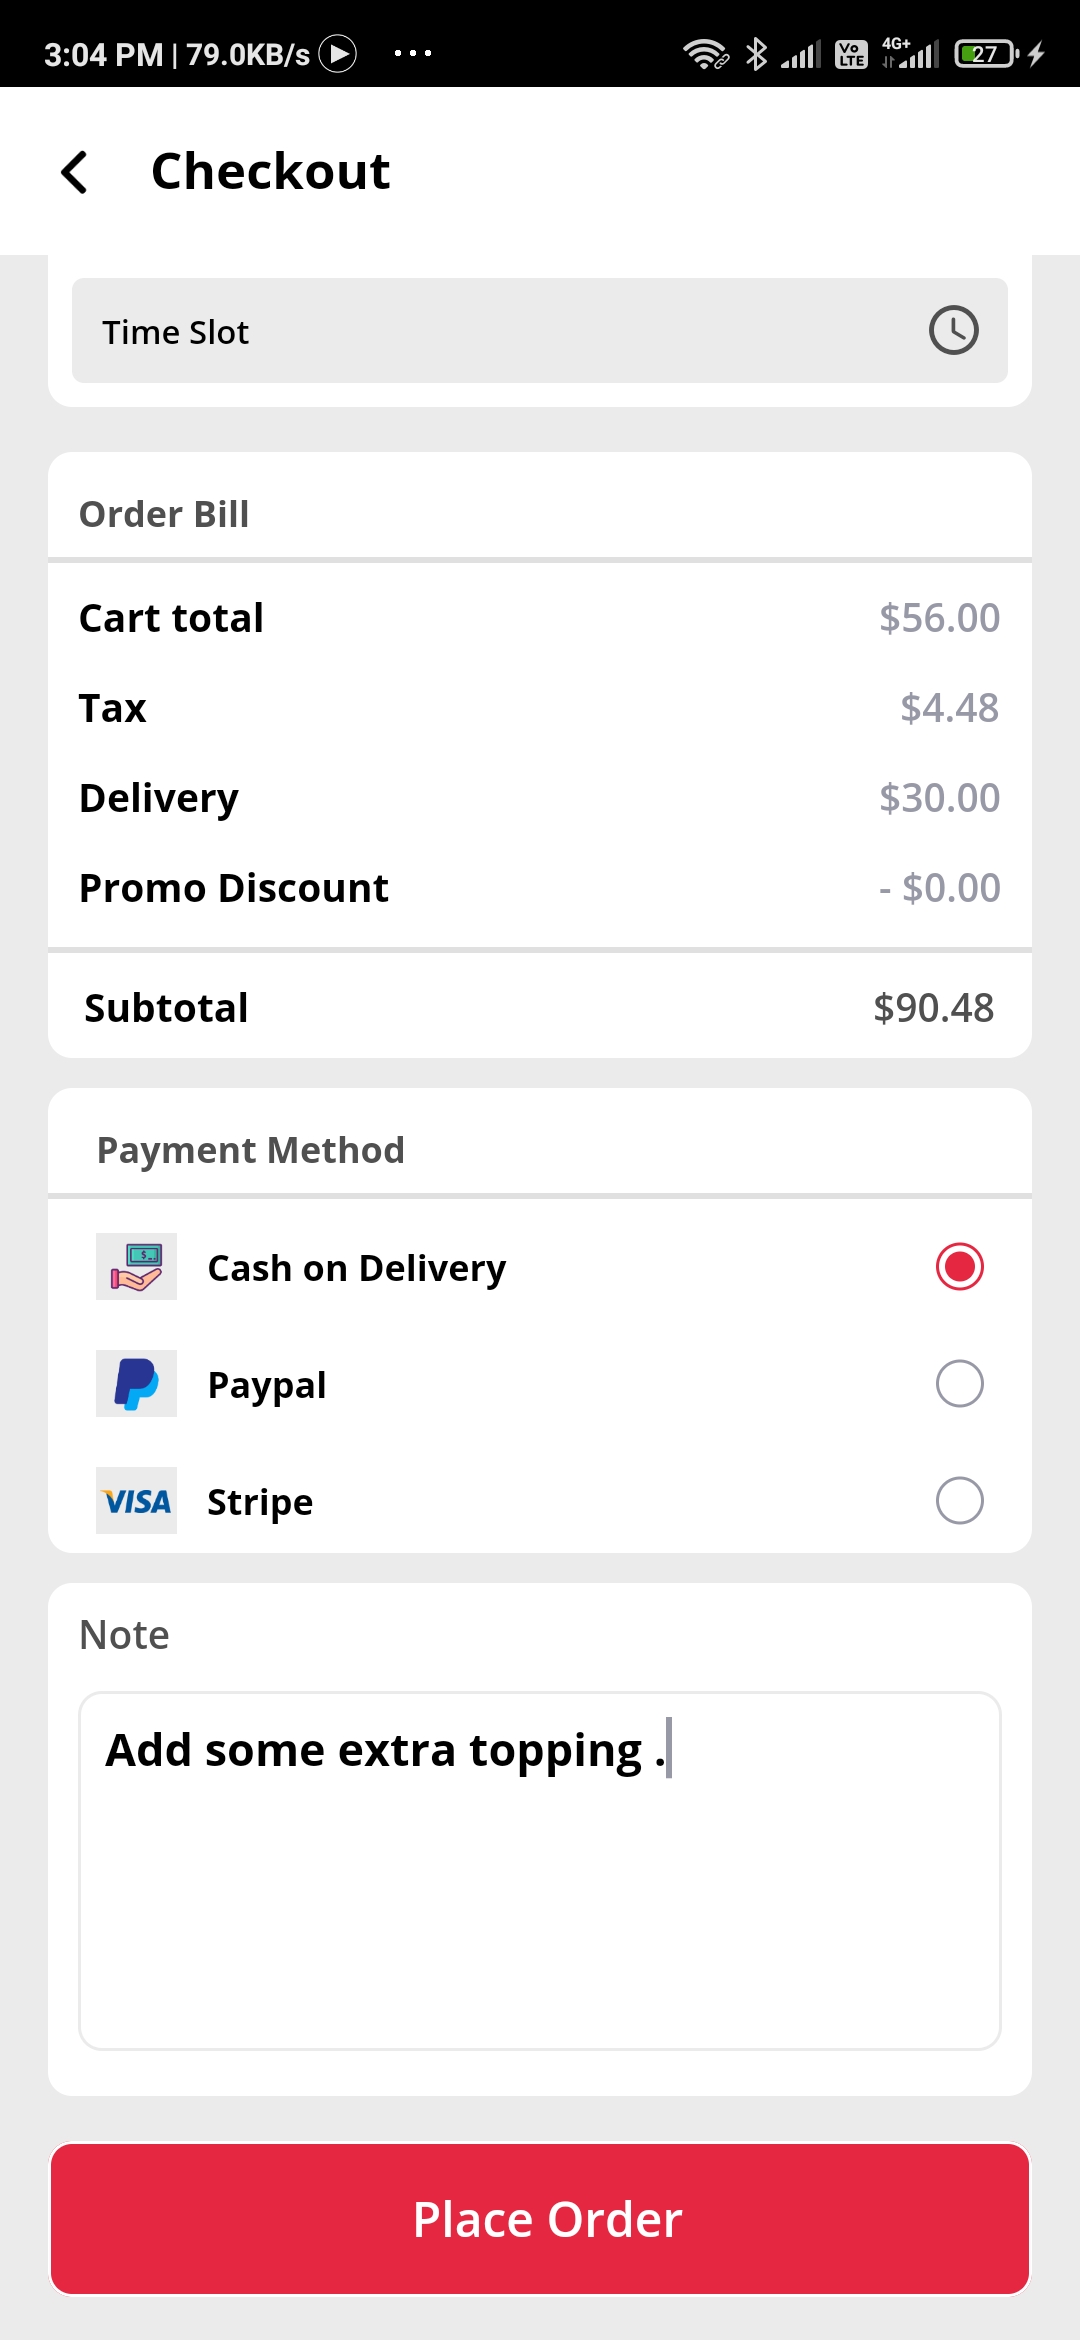 3:04 PM | 79.0KB/s ... Vo LTE 4G+ 27
Checkout
Time Slot
Order Bill
Cart total $56.00
Tax $4.48
Delivery $30.00
Promo Discount - $0.00
Subtotal $90.48
Payment Method
$ Cash on Delivery
Paypal
VISA Stripe
Note
Add some extra topping .
Place Order